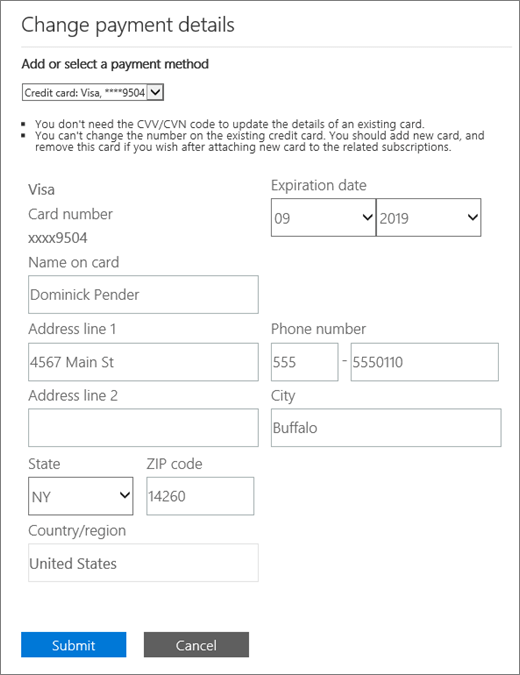 Change payment details
Add or select a payment method
Credit card: Visa, ****9504
You don't need the CVV/CVN code to update the details of an existing card.
You can't change the number on the existing credit card. You should add new card, and
remove this card if you wish after attaching new card to the related subscriptions.
Visa
Expiration date
Card number
09 2019
xxxx9504
Name on card
Dominick Pender
Address line 1 Phone number
4567 Main St 555 - 5550110
Address line 2 City
Buffalo
State ZIP code
NY 14260
Country/region
United States
Submit Cancel